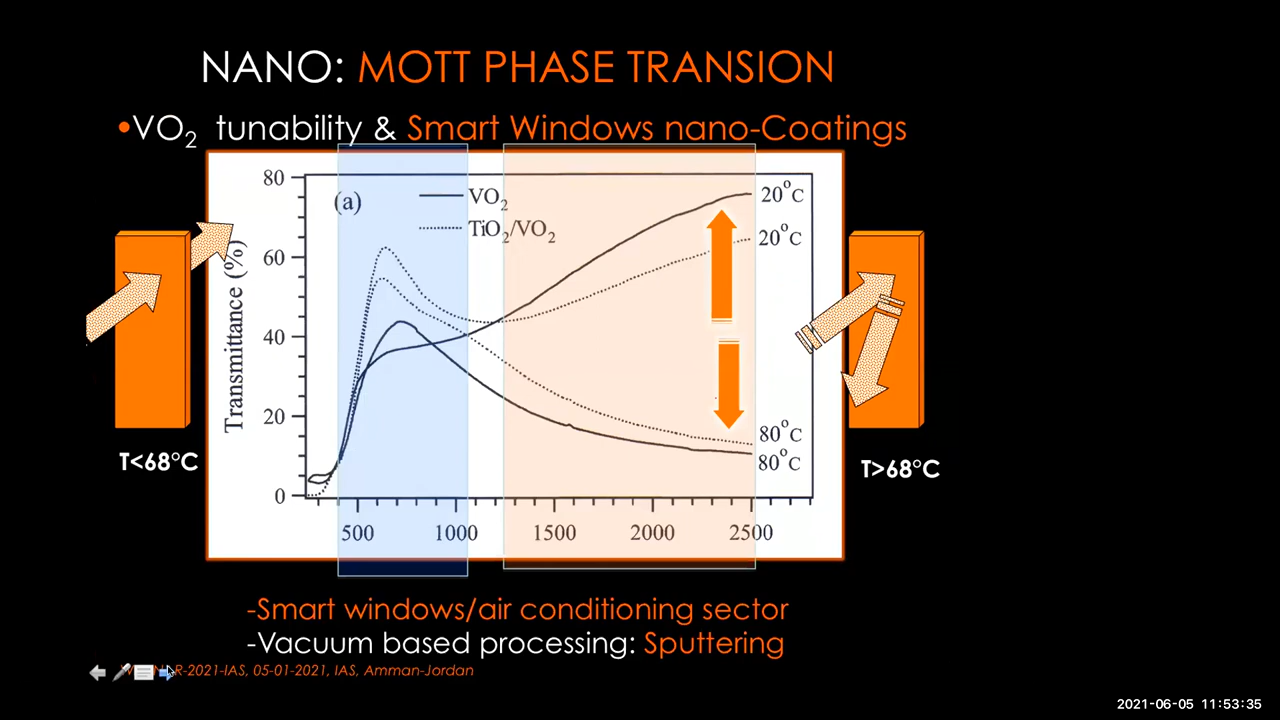 NANO: MOTT PHASE TRANSION
•VO₂ tunability & Smart Windows nano-Coatings
80
60
40
20
0
Transmittance (%)
(a)
VO₂
TiO₂/VO₂
20°C
20°C
80°C
80°C
500 1000 1500 2000 2500
T<68°C
T>68°C
-Smart windows/air conditioning sector
-Vacuum based processing: Sputtering
R-2021-IAS, 05-01-2021, IAS, Amman-Jordan
2021-06-05 11:53:35